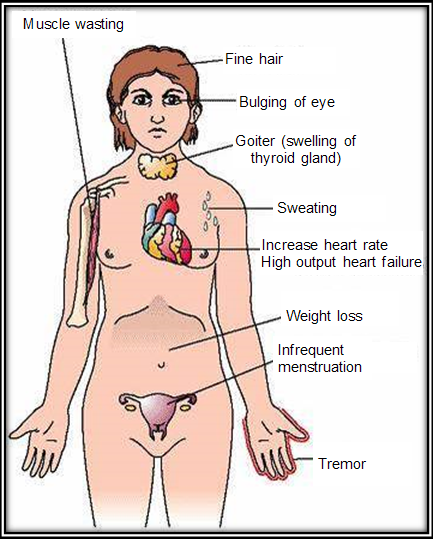 Muscle wasting
Fine hair
Bulging of eye
Goiter (swelling of
thyroid gland)
Sweating
Increase heart rate
High output heart failure
Weight loss
Infrequent
menstruation
Tremor